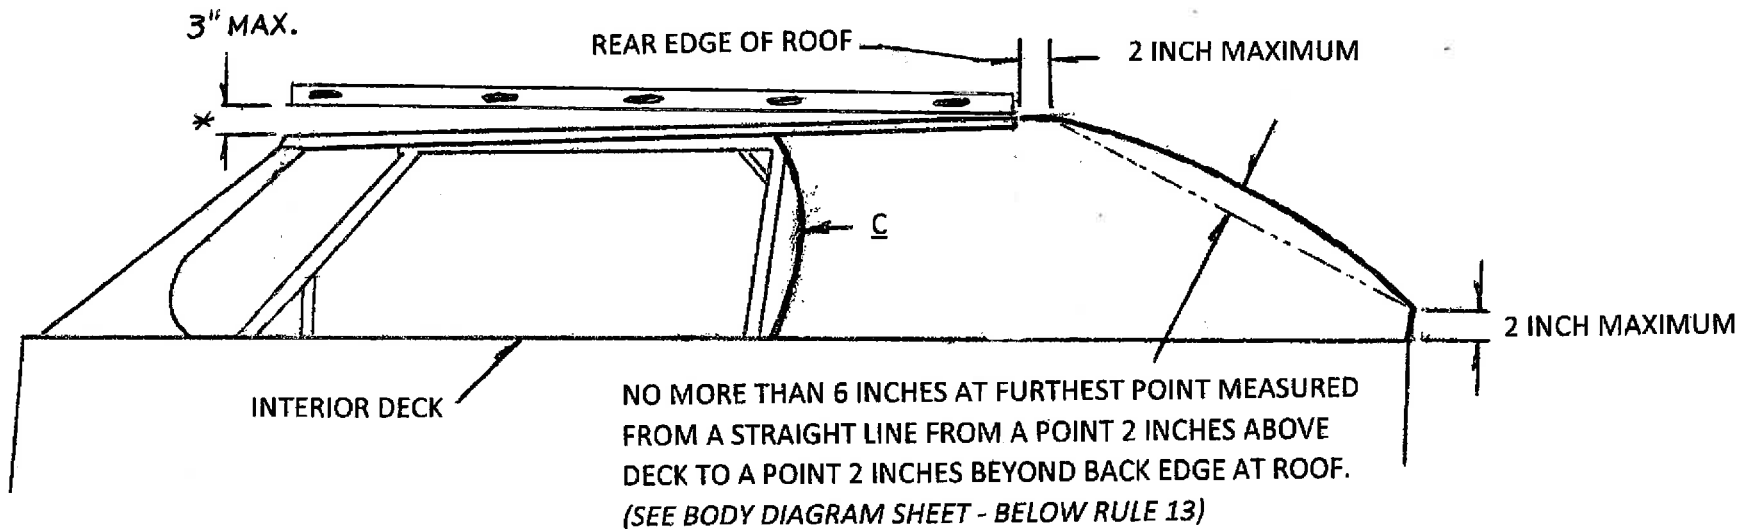 3" MAX.
REAR EDGE OF ROOF
2 INCH MAXIMUM
*
C
2 INCH MAXIMUM
INTERIOR DECK
NO MORE THAN 6 INCHES AT FURTHEST POINT MEASURED
FROM A STRAIGHT LINE FROM A POINT 2 INCHES ABOVE
DECK TO A POINT 2 INCHES BEYOND BACK EDGE AT ROOF.
(SEE BODY DIAGRAM SHEET - BELOW RULE 13)